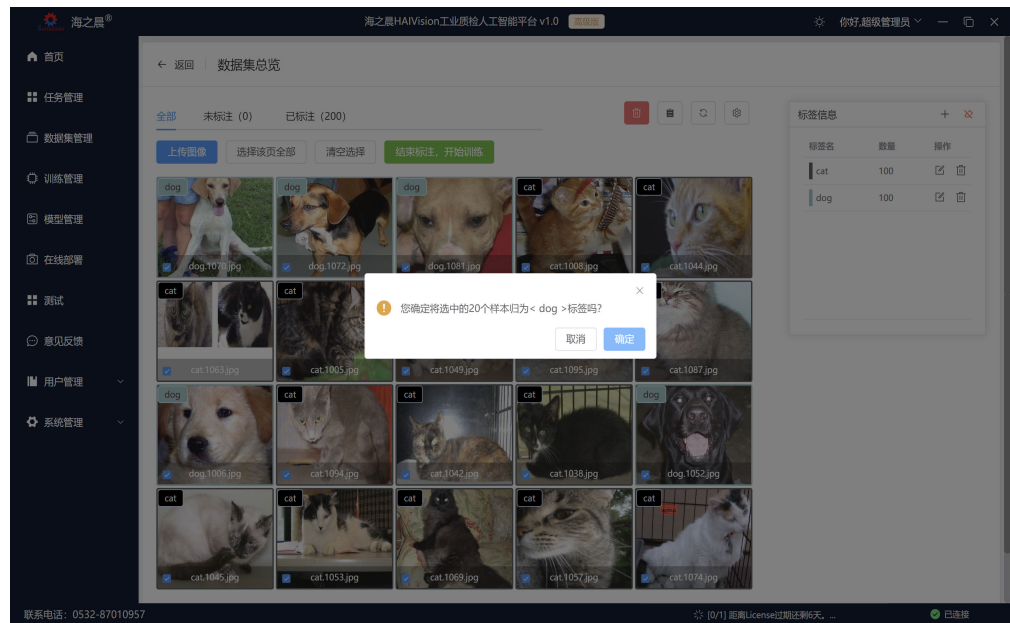 海之晨®
海之晨HAIVision工业质检人工智能平台 v1.0 高级版
你好,超级管理员
首页
任务管理
数据集管理
训练管理
模型管理
在线部署
测试
意见反馈
用户管理
系统管理
← 返回 数据集总览
全部 未标注 (0) 已标注 (200)
上传图像 选择该页全部 清空选择 结束标注，开始训练
标签信息
标签名 数量 操作
cat 100
dog 100
dog dog dog cat cat
dog.1070.jpg dog.1072.jpg dog.1081.jpg cat.1008.jpg cat.1044.jpg
您确定将选中的20个样本归为< dog >标签吗?
取消 确定
cat cat
cat.1063.jpg cat.1005.jpg cat.1049.jpg cat.1095.jpg cat.1087.jpg
dog cat cat cat dog
dog.1006.jpg cat.1094.jpg cat.1042.jpg cat.1038.jpg dog.1052.jpg
cat cat cat cat cat
cat.1045.jpg cat.1053.jpg cat.1069.jpg cat.1057.jpg cat.1074.jpg
联系电话：0532-87010957
[0/1] 距离License过期还剩6天。...
已连接